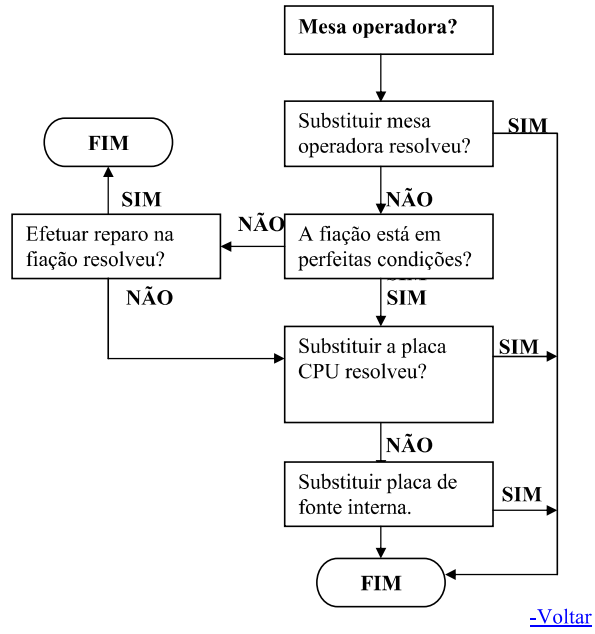 Mesa operadora?
Substituir mesa
operadora resolveu?
SIM
FIM
SIM
NÃO
Efetuar reparo na
fiação resolveu?
NÃO
A fiação está em
perfeitas condições?
NÃO
SIM
SIM
Substituir a placa
CPU resolveu?
SIM
NÃO
Substituir placa de
fonte interna.
SIM
FIM
-Voltar